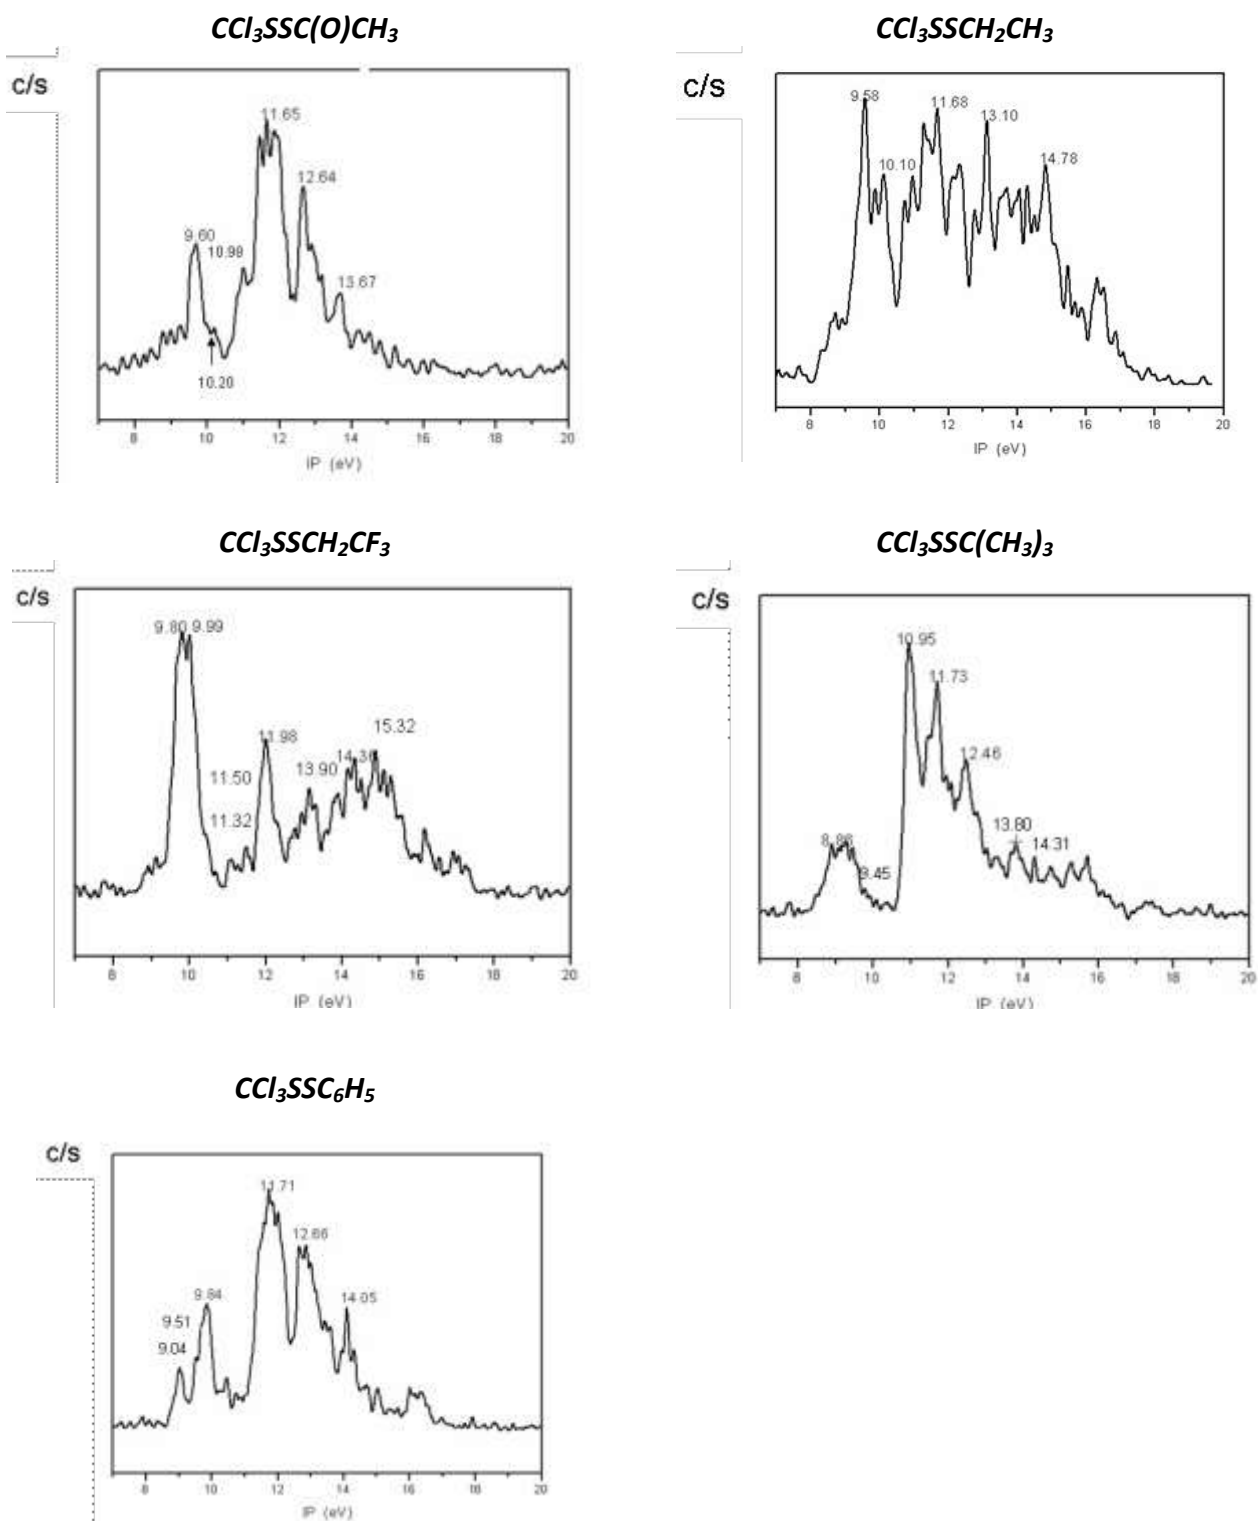 CCl₃SSC(O)CH₃
c/s
11.65
12.64
9.60
10.99
13.67
10.20
8 10 12 14 16 18 20
IP (eV)
CCl₃SSCH₂CH₃
c/s
9.58
11.68
13.10
10.10
14.78
8 10 12 14 16 18 20
IP (eV)
CCl₃SSCH₂CF₃
c/s
9.80 9.99
15.32
11.98
14.36
13.90
11.50
11.32
8 10 12 14 16 18 20
IP (eV)
CCl₃SSC(CH₃)₃
c/s
10.95
11.73
12.46
13.80
8.86
14.31
9.45
8 10 12 14 16 18 20
IP (eV)
CCl₃SSC₆H₅
c/s
11.71
12.66
9.84
14.05
9.51
9.04
8 10 12 14 16 18 20
IP (eV)